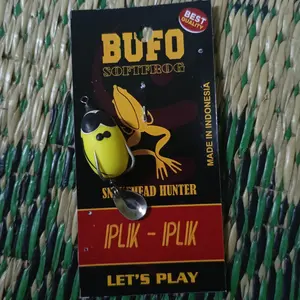 BEST
QUALITY
BUFO
SOFTFROG
MADE IN INDONESIA
SNAKEHEAD HUNTER
IPLIK - IPLIK
LET'S PLAY